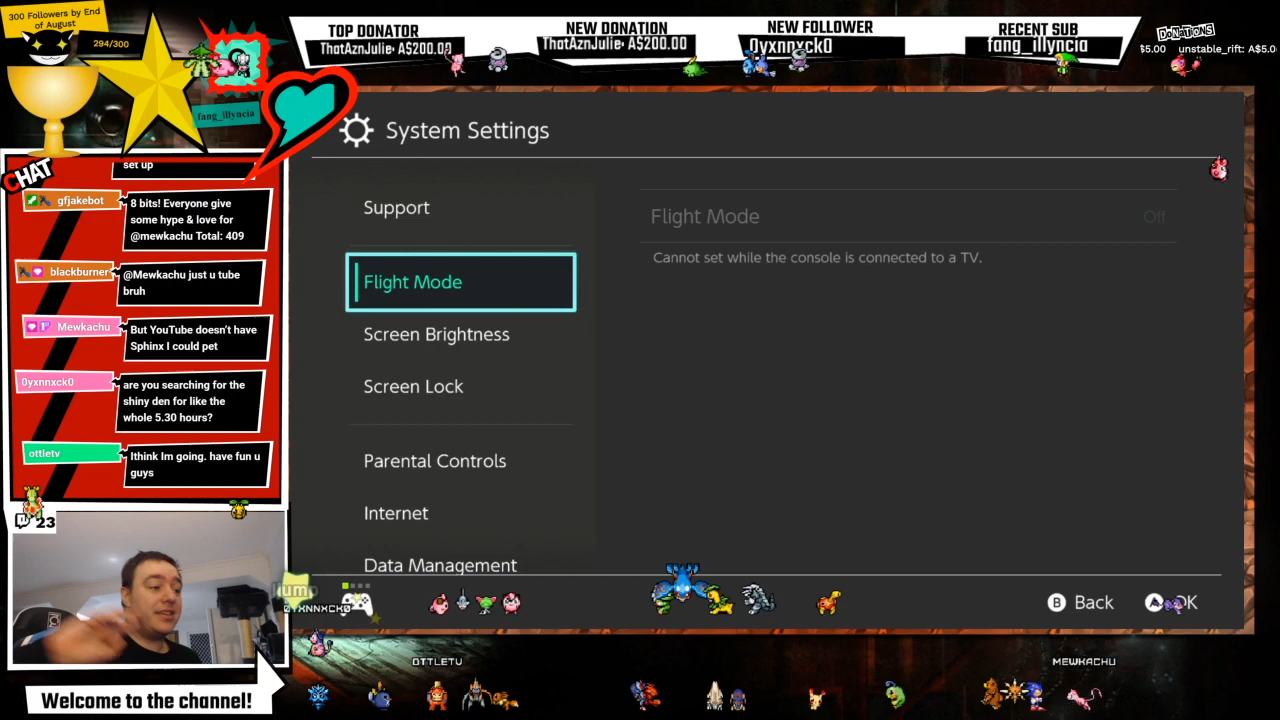 300 Followers by End
of August
294/300
fang_illyncia
TOP DONATOR
ThotAznJulie: A$200.00
NEW DONATION
ThotAznJulie: A$200.00
NEW FOLLOWER
0yxnnxck0
RECENT SUB
fang_illyncia
DONATIONS
$5.00 unstable_rift: A$5.0
CHAT
set up
gfjakebot
8 bits! Everyone give
some hype & love for
@mewkachu Total: 409
blackburner
@Mewkachu just u tube
bruh
Mewkachu
But YouTube doesn't have
Sphinx I could pet
0yxnnxck0
are you searching for the
shiny den for like the
whole 5.30 hours?
ottletv
Ithink Im going. have fun u
guys
23
Welcome to the channel!
System Settings
Support
Flight Mode
Screen Brightness
Screen Lock
Parental Controls
Internet
Data Management
Flight Mode Off
Cannot set while the console is connected to a TV.
B Back A OK
Jump
0YXNNXCK0
OTTLETV
MEWKACHU